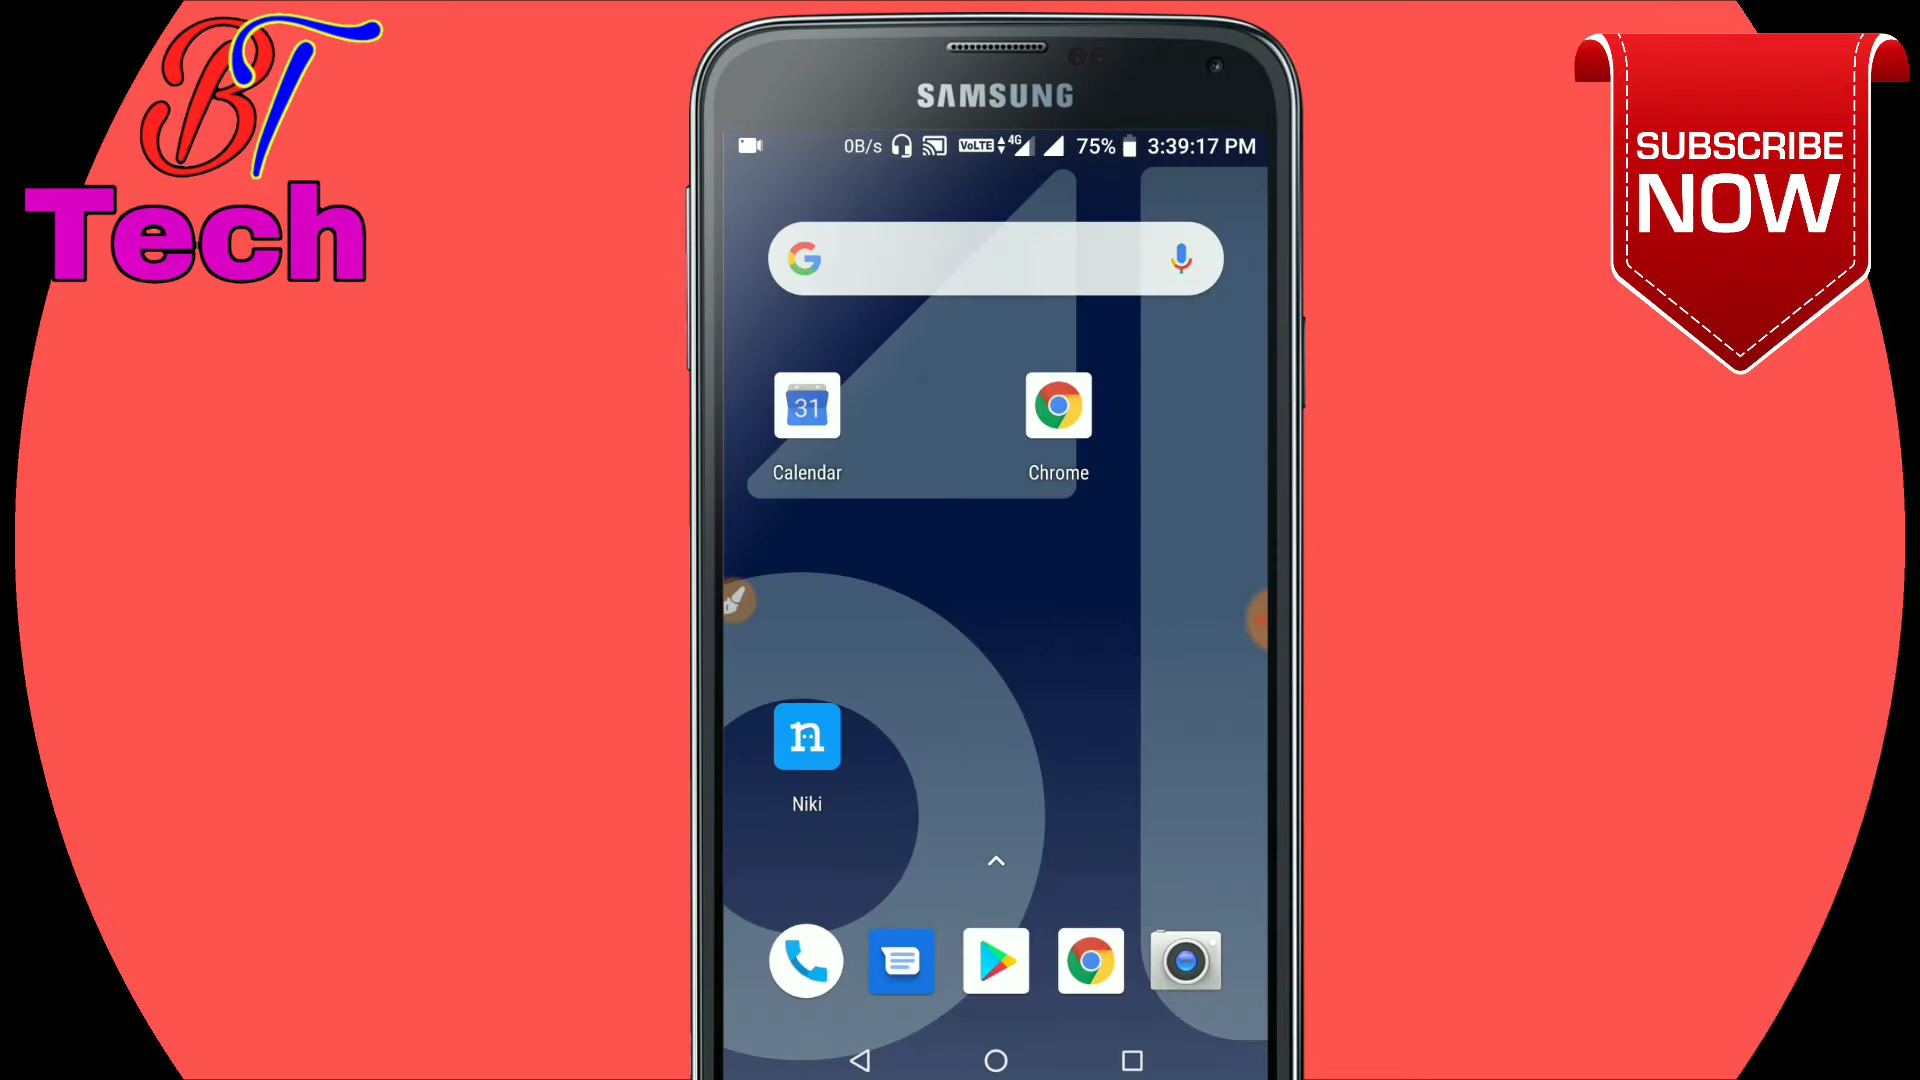 BT
Tech
SUBSCRIBE
NOW
SAMSUNG
0B/s VoLTE 4G 75% 3:39:17 PM
G
31
Calendar Chrome
n
Niki